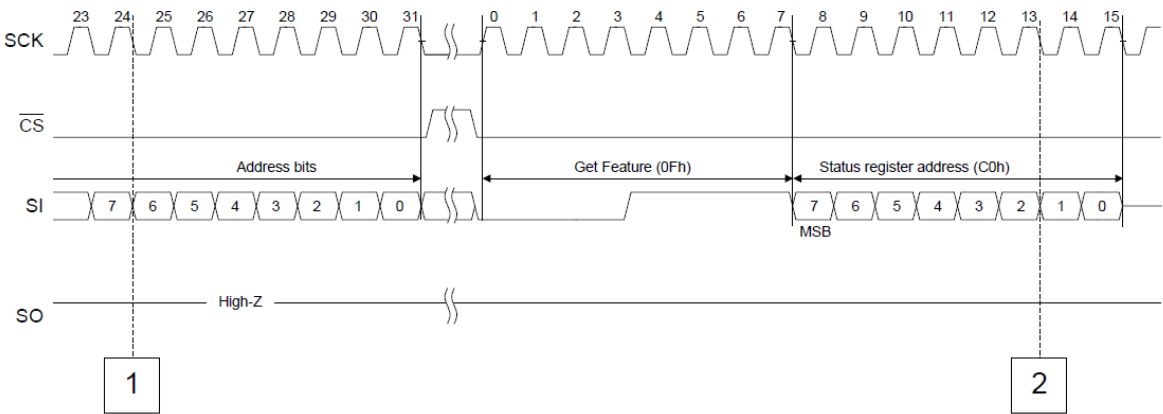 23 24 25 26 27 28 29 30 31 0 1 2 3 4 5 6 7 8 9 10 11 12 13 14 15
SCK
CS
Address bits Get Feature (0Fh) Status register address (C0h)
SI 7 6 5 4 3 2 1 0 7 6 5 4 3 2 1 0
MSB
High-Z
SO
1 2